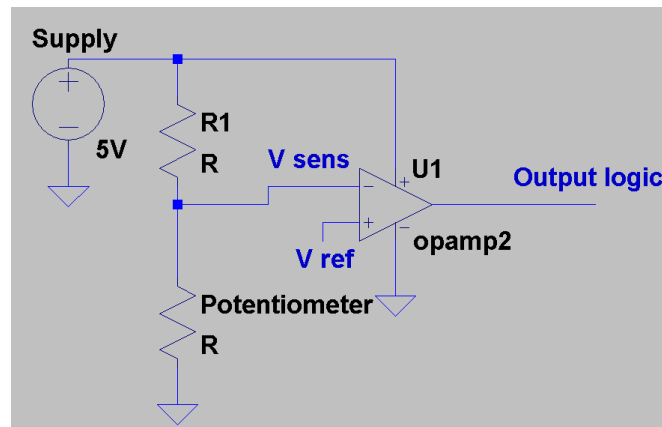 Supply
5V
R1
R
V sens
U1
Output logic
V ref
opamp2
Potentiometer
R